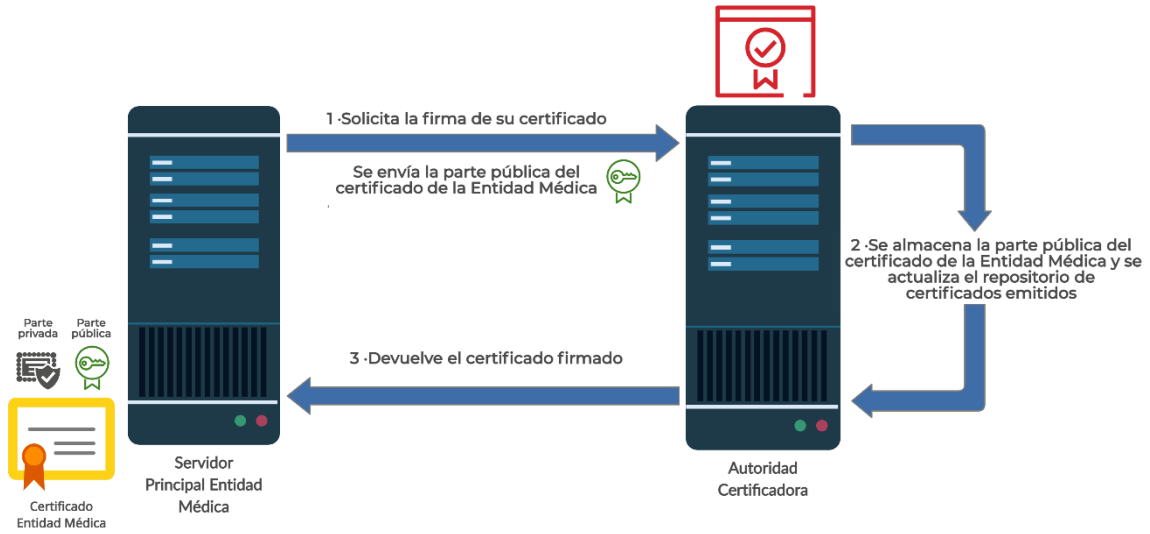 1 ·Solicita la firma de su certificado
Se envía la parte pública del
certificado de la Entidad Médica
2 ·Se almacena la parte pública del
certificado de la Entidad Médica y se
actualiza el repositorio de
certificados emitidos
3 ·Devuelve el certificado firmado
Parte
privada
Parte
pública
Certificado
Entidad Médica
Servidor
Principal Entidad
Médica
Autoridad
Certificadora